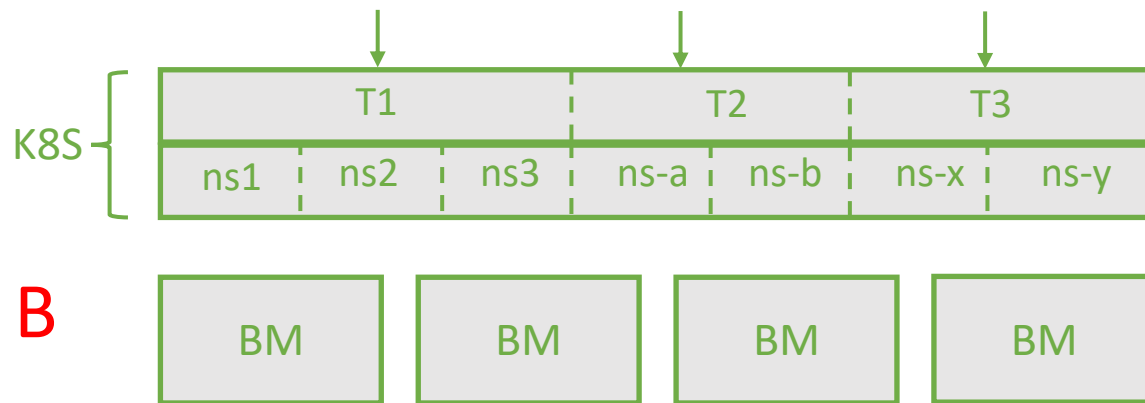 T1 T2 T3
K8S
ns1 ns2 ns3 ns-a ns-b ns-x ns-y
B
BM BM BM BM